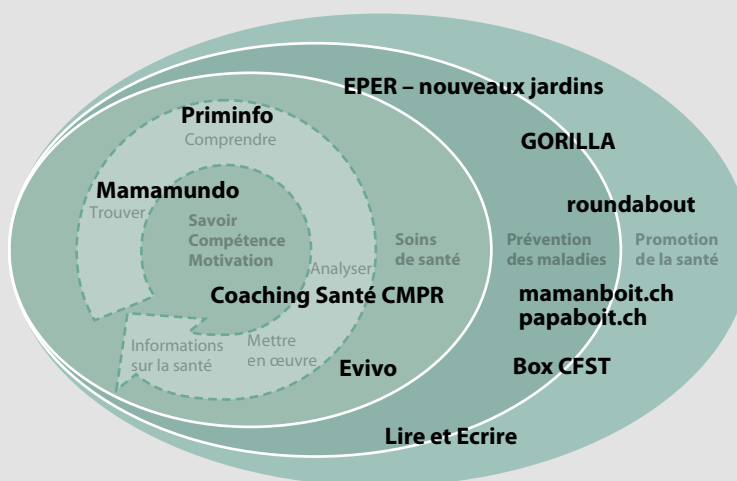 EPER – nouveaux jardins
Priminfo
Comprendre
GORILLA
Mamamundo
Trouver
roundabout
Savoir
Compétence
Motivation
Analyser
Soins
de santé
Prévention
des maladies
Promotion
de la santé
Coaching Santé CMPR
mamanboit.ch
papaboit.ch
Informations
sur la santé
Mettre
en œuvre
Evivo
Box CFST
Lire et Ecrire